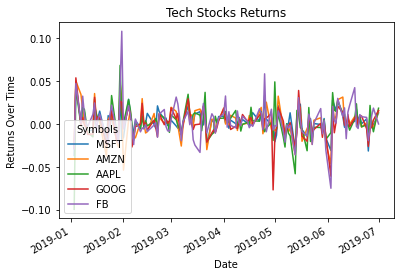 Tech Stocks Returns
Returns Over Time
0.10
0.05
0.00
−0.05
−0.10
Symbols
MSFT
AMZN
AAPL
GOOG
FB
2019-01
2019-02
2019-03
2019-04
2019-05
2019-06
2019-07
Date